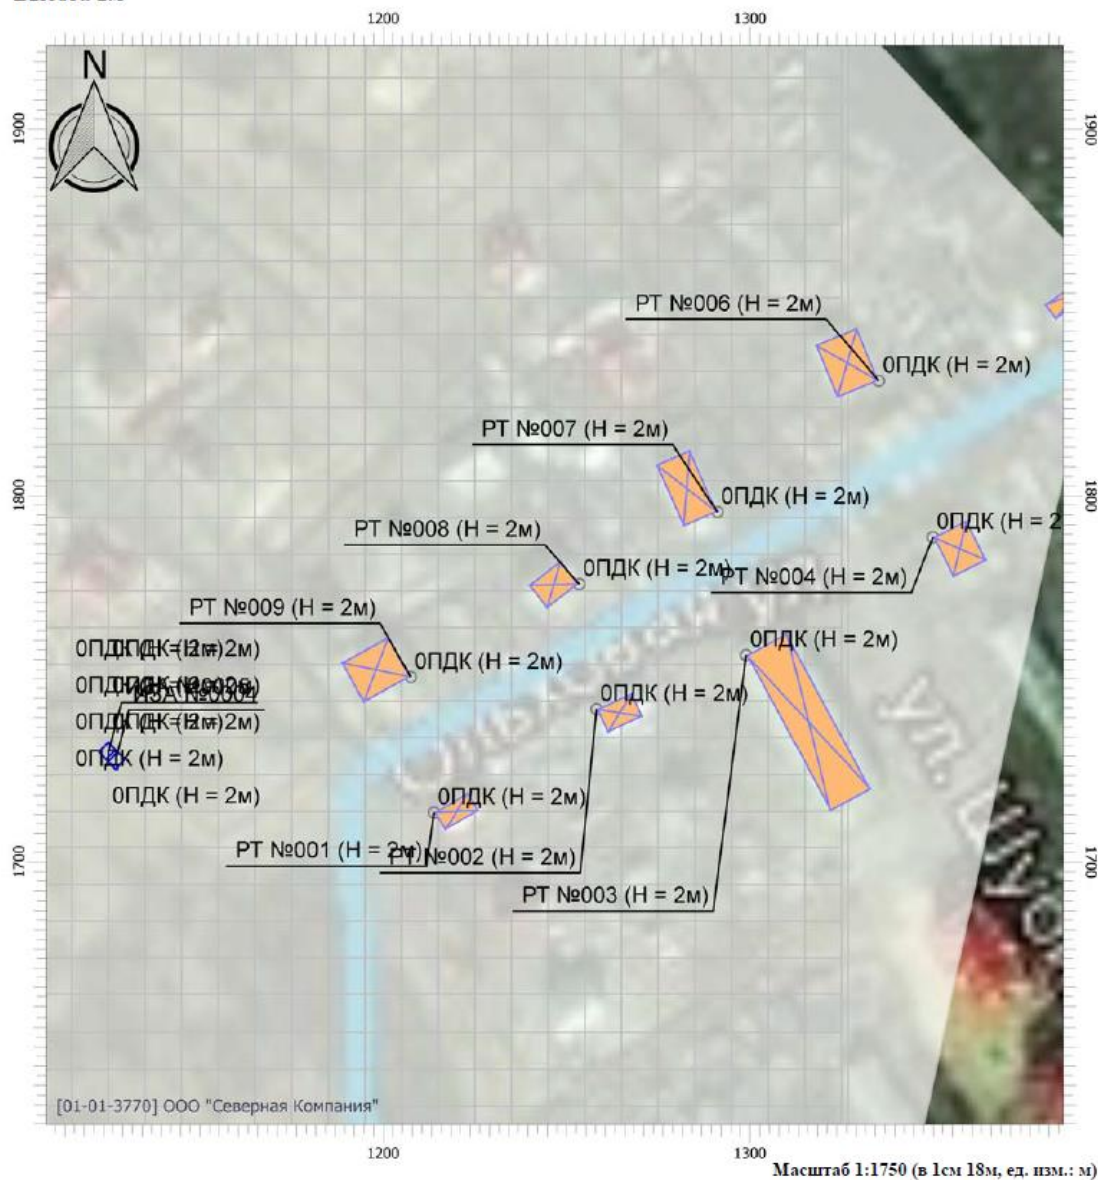 1200
1300
N
1900
1900
РТ №006 (Н = 2м)
0ПДК (Н = 2м)
РТ №007 (Н = 2м)
0ПДК (Н = 2м)
1800
1800
РТ №008 (Н = 2м)
0ПДК (Н = 2
0ПДК (Н = 2м)
РТ №004 (Н = 2м)
РТ №009 (Н = 2м)
0ПДК (Н = 2м)
0ПДК (Н = 2м)
0ПДК (Н = 2м)
ИЗА №0004
0ПДК (Н = 2м)
ул.
0ПДК (Н = 2м)
0ПДК (Н = 2м)
0ПДК (Н = 2м)
РТ №001 (Н = 2м)
РТ №002 (Н = 2м)
1700
1700
РТ №003 (Н = 2м)
[01-01-3770] ООО "Северная Компания"
1200
1300
Масштаб 1:1750 (в 1см 18м, ед. изм.: м)